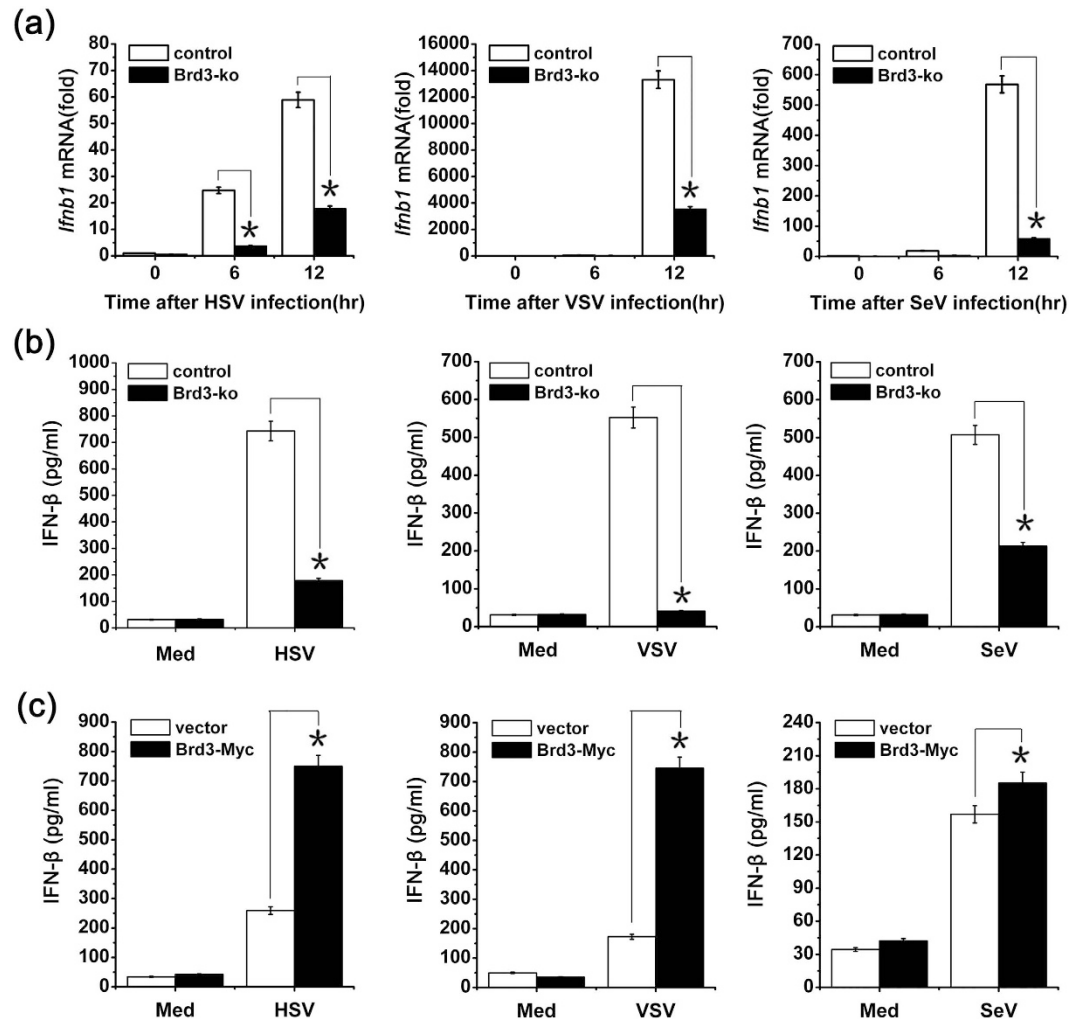 (a)
control
Brd3-ko
80
70
60
50
40
30
20
10
0
Ifnb1 mRNA(fold)
*
*
0 6 12
Time after HSV infection(hr)
control
Brd3-ko
16000
14000
12000
10000
8000
6000
4000
2000
0
Ifnb1 mRNA(fold)
*
0 6 12
Time after VSV infection(hr)
control
Brd3-ko
700
600
500
400
300
200
100
0
Ifnb1 mRNA(fold)
*
0 6 12
Time after SeV infection(hr)
(b)
control
Brd3-ko
1000
900
800
700
600
500
400
300
200
100
0
IFN-β (pg/ml)
*
Med HSV
control
Brd3-ko
700
600
500
400
300
200
100
0
IFN-β (pg/ml)
*
Med VSV
control
Brd3-ko
700
600
500
400
300
200
100
0
IFN-β (pg/ml)
*
Med SeV
(c)
vector
Brd3-Myc
900
800
700
600
500
400
300
200
100
0
IFN-β (pg/ml)
*
Med HSV
vector
Brd3-Myc
900
800
700
600
500
400
300
200
100
0
IFN-β (pg/ml)
*
Med VSV
vector
Brd3-Myc
240
210
180
150
120
90
60
30
0
IFN-β (pg/ml)
*
Med SeV